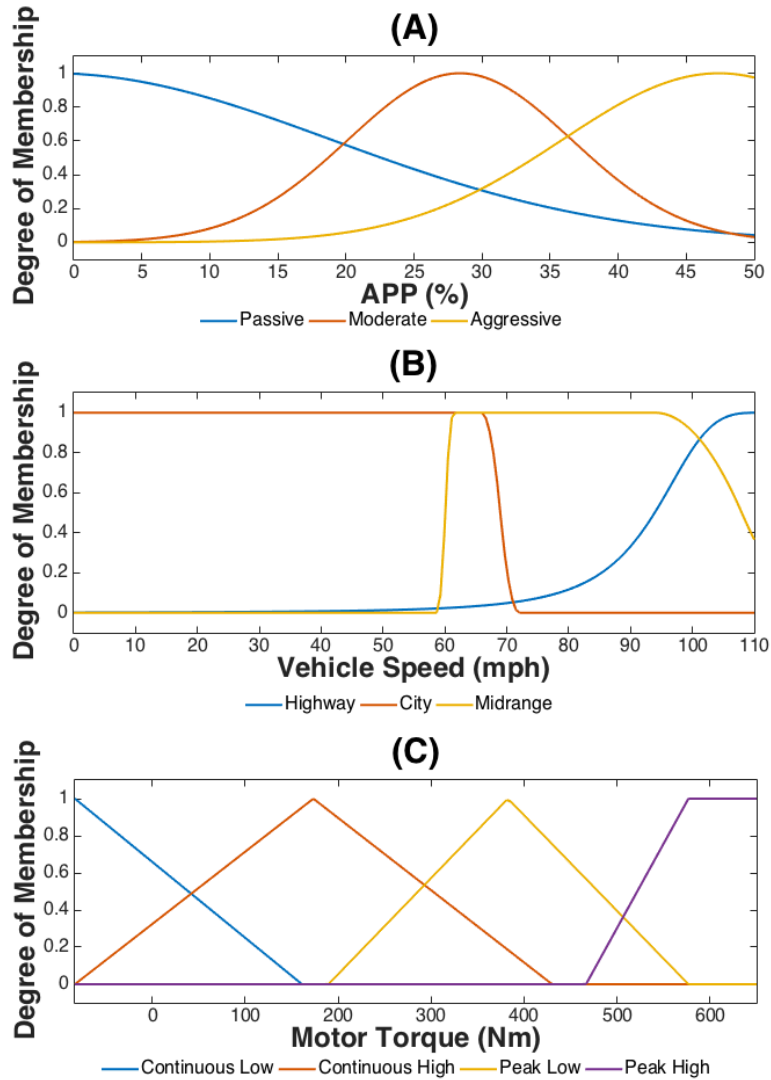 (A)
Degree of Membership
1
0.8
0.6
0.4
0.2
0
0 5 10 15 20 25 30 35 40 45 50
APP (%)
Passive Moderate Aggressive
(B)
Degree of Membership
1
0.8
0.6
0.4
0.2
0
0 10 20 30 40 50 60 70 80 90 100 110
Vehicle Speed (mph)
Highway City Midrange
(C)
Degree of Membership
1
0.8
0.6
0.4
0.2
0
0 100 200 300 400 500 600
Motor Torque (Nm)
Continuous Low Continuous High Peak Low Peak High